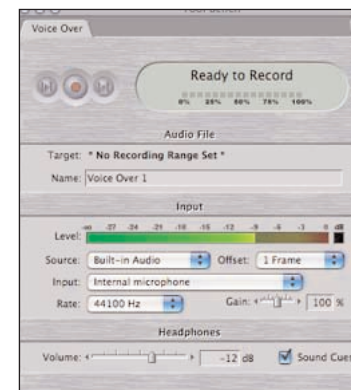 Voice Over
Ready to Record
0% 25% 50% 75% 100%
Audio File
Target: * No Recording Range Set *
Name: Voice Over 1
Input
Level: -∞ -27 -24 -21 -18 -15 -12 -9 -6 -3 0 dB
Source: Built-in Audio Offset: 1 Frame
Input: Internal microphone
Rate: 44100 Hz Gain: 100 %
Headphones
Volume: -12 dB Sound Cues